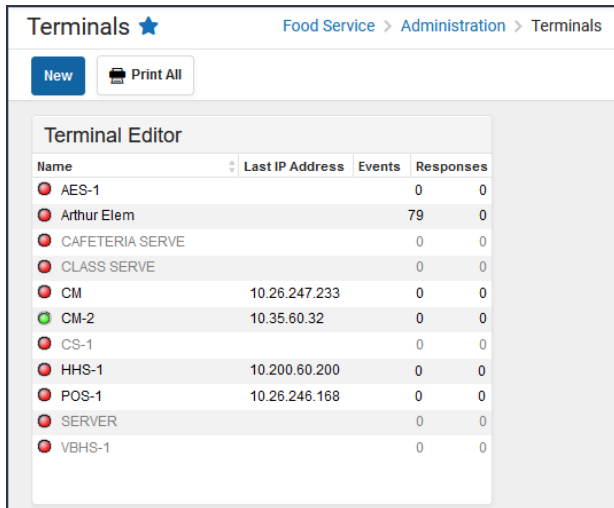 Terminals Food Service > Administration > Terminals
New Print All
Terminal Editor
Name Last IP Address Events Responses
AES-1 0 0
Arthur Elem 79 0
CAFETERIA SERVE 0 0
CLASS SERVE 0 0
CM 10.26.247.233 0 0
CM-2 10.35.60.32 0 0
CS-1 0 0
HHS-1 10.200.60.200 0 0
POS-1 10.26.246.168 0 0
SERVER 0 0
VBHS-1 0 0